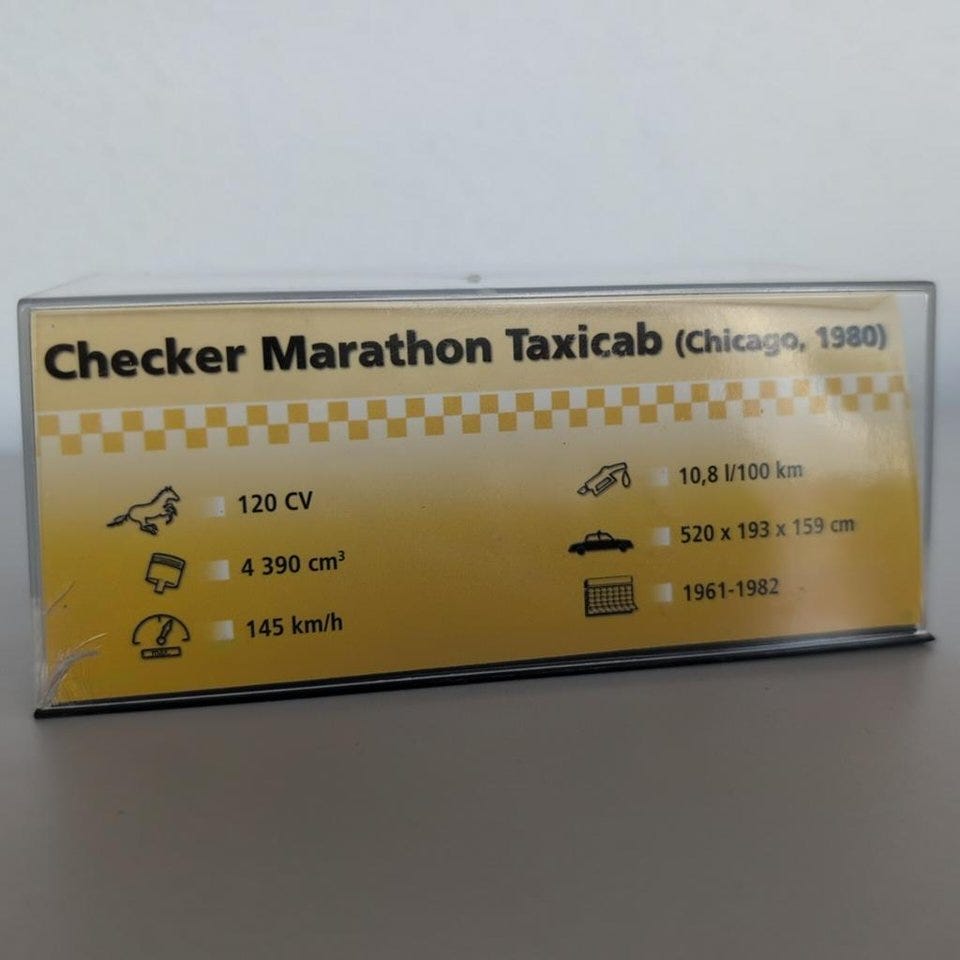 Checker Marathon Taxicab (Chicago, 1980)
120 CV
4 390 cm³
145 km/h
10,8 l/100 km
520 x 193 x 159 cm
1961-1982